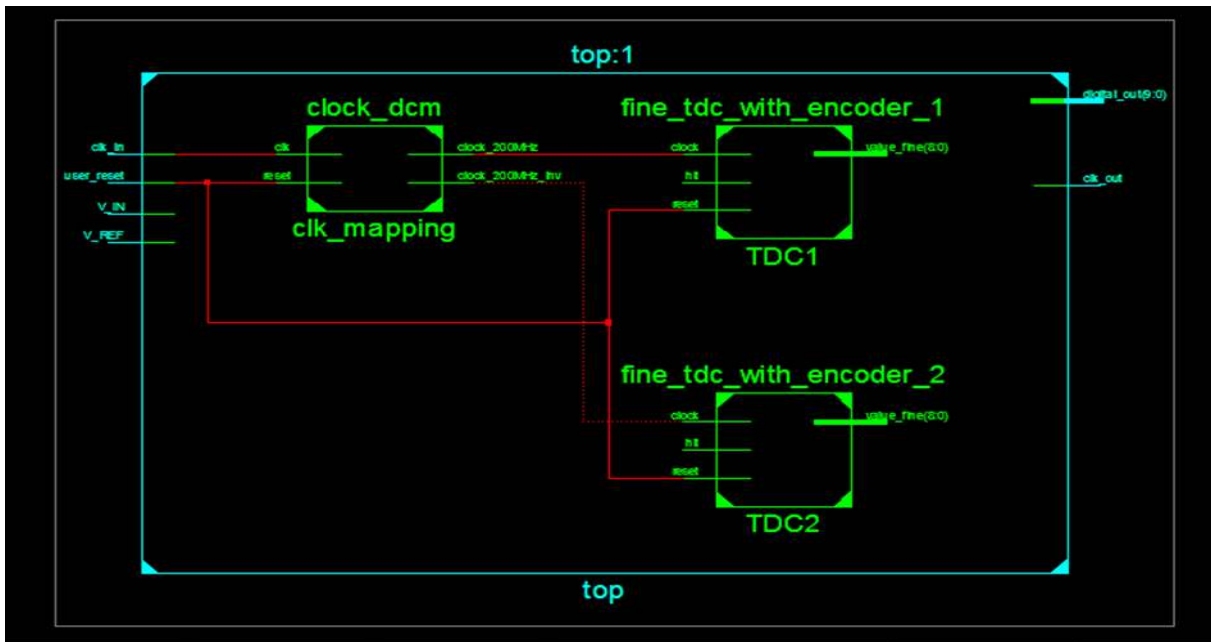 top:1
clock_dcm
fine_tdc_with_encoder_1
digital_out(9:0)
clk_in
clk
clock_200MHz
clock
value_fine(8:0)
user_reset
reset
clock_200MHz_inv
hit
clk_out
V_IN
reset
V_REF
clk_mapping
TDC1
fine_tdc_with_encoder_2
clock
value_fine(8:0)
hit
reset
TDC2
top